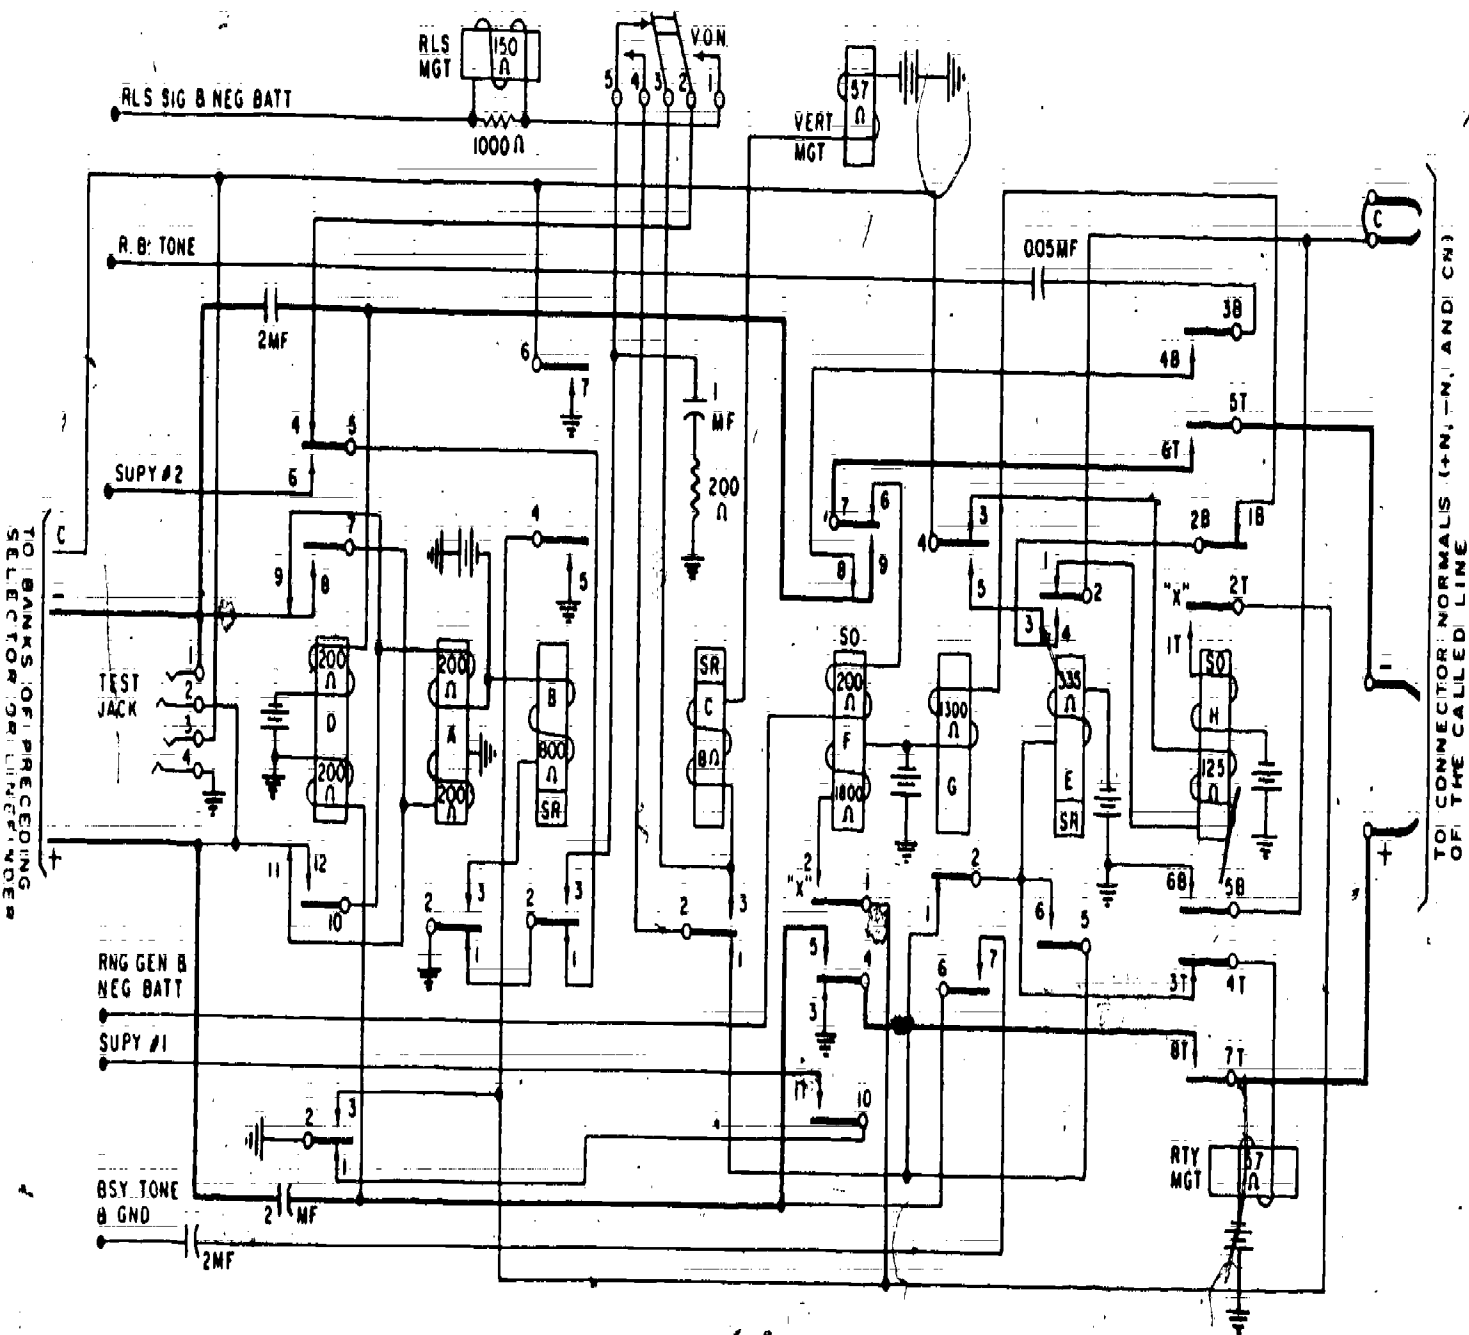 RLS
MGT
150
Ω
VON
5 4 3 2 1
RLS SIG & NEG BATT
1000 Ω
57
Ω
VERT
MGT
C
R.B. TONE
0.05MF
3B
4B
2MF
6
7
1
MF
5T
6T
4 5
6
SUPY #2
200
Ω
7 6
8 9
3
4
5
2B 1B
C
7
9 8
4
5
1
2
3 4
"X" 2T
1T
−
TO BANKS OF PRECEDING
SELECTOR OR LINEFINDER
TEST
JACK
1
2
3
4
200
Ω
D
200
Ω
200
Ω
A
200
Ω
B
800
Ω
SR
SR
C
8Ω
SO
200
Ω
F
1800
Ω
1300
Ω
G
335
Ω
E
SR
SO
H
125
Ω
−
+
TO CONNECTOR NORMALS (+N, −N, AND CN)
OF THE CALLED LINE
+
11 12
10
2 3
1
2 3
1
2 3
1
2
"X" 1
5 4
3
2
1
6 5
6 7
6B 5B
3T 4T
8T 7T
RNG GEN &
NEG BATT
SUPY #1
11 10
2 3
1
RTY
MGT
57
Ω
BSY TONE
& GND
2 MF
2MF